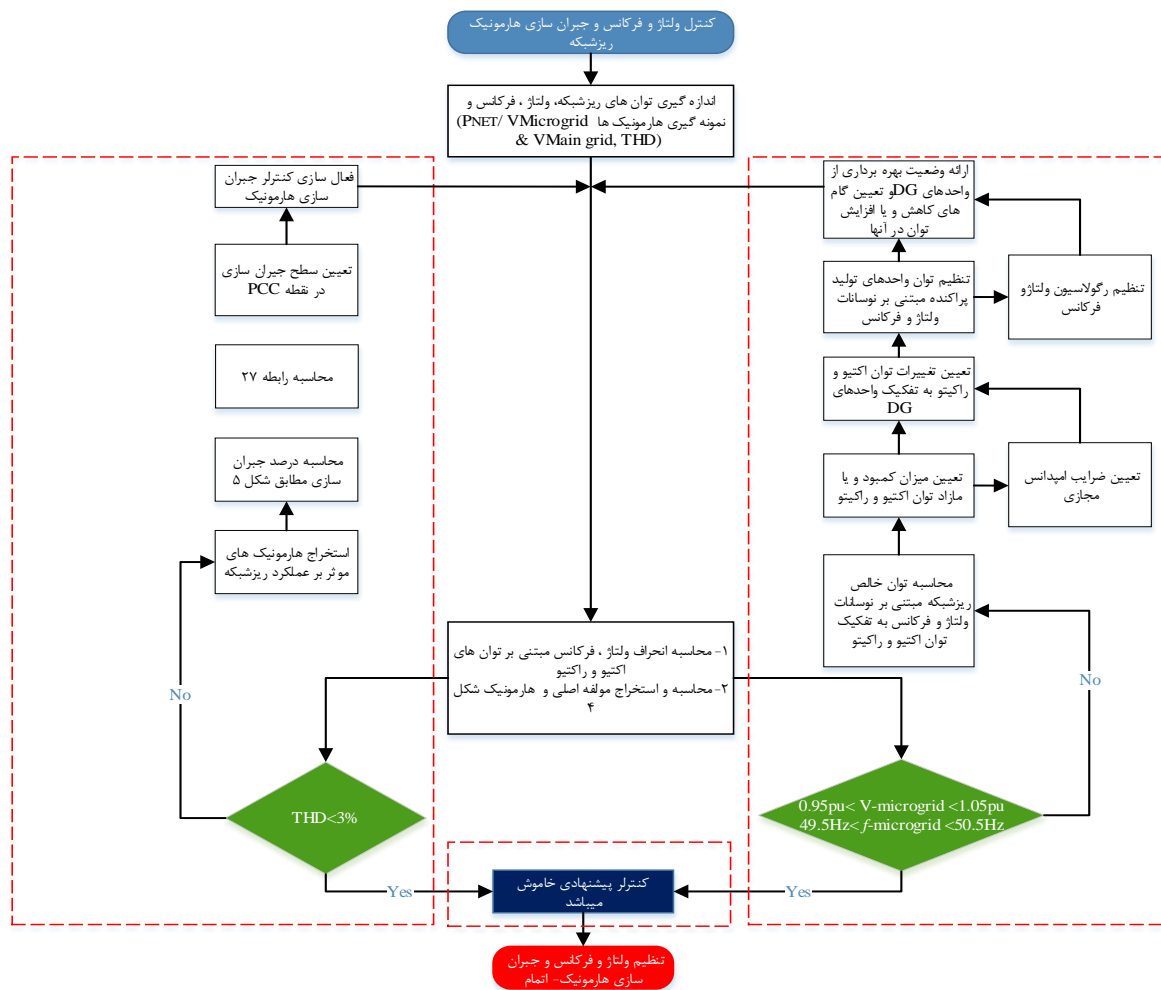 کنترل ولتاژ و فرکانس و جبران سازی هارمونیک
ریزشبکه
اندازه گیری توان های ریزشبکه، ولتاژ ، فرکانس و
نمونه گیری هارمونیک ها (PNET/ VMicrogrid
& VMain grid, THD)
ارائه وضعیت بهره برداری از
واحدهای DGو تعیین گام
های کاهش و یا افزایش
توان در آنها
تنظیم توان واحدهای تولید
پراکنده مبتنی بر نوسانات
ولتاژ و فرکانس
تنظیم رگولاسیون ولتاژو
فرکانس
تعیین تغییرات توان اکتیو و
راکیتو به تفکیک واحدهای
DG
تعیین میزان کمبود و یا
مازاد توان اکتیو و راکیتو
تعیین ضرایب امپدانس
مجازی
محاسبه توان خالص
ریزشبکه مبتنی بر نوسانات
ولتاژ و فرکانس به تفکیک
توان اکتیو و راکیتو
No
فعال سازی کنترلر جبران
سازی هارمونیک
تعیین سطح جیران سازی
در نقطه PCC
محاسبه رابطه ۲۷
محاسبه درصد جبران
سازی مطابق شکل ۵
استخراج هارمونیک های
موثر بر عملکرد ریزشبکه
No
۱- محاسبه انحراف ولتاژ ، فرکانس مبتنی بر توان های
اکتیو و راکتیو
۲- محاسبه و استخراج مولفه اصلی و هارمونیک شکل
۴
0.95pu< V-microgrid <1.05pu
49.5Hz< f-microgrid <50.5Hz
THD<3%
Yes
Yes
کنترلر پیشنهادی خاموش
میباشد
تنظیم ولتاژ و فرکانس و جبران
سازی هارمونیک- اتمام